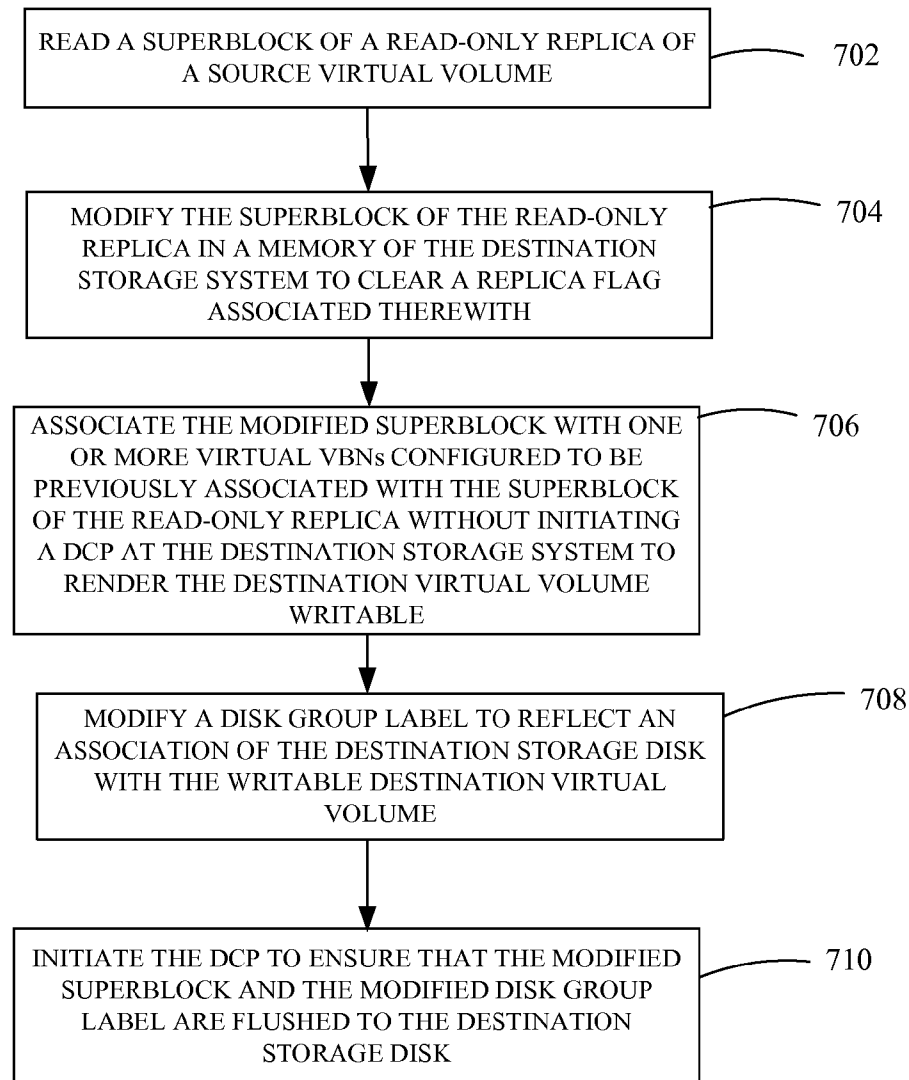 READ A SUPERBLOCK OF A READ-ONLY REPLICA OF
A SOURCE VIRTUAL VOLUME
702
MODIFY THE SUPERBLOCK OF THE READ-ONLY
REPLICA IN A MEMORY OF THE DESTINATION
STORAGE SYSTEM TO CLEAR A REPLICA FLAG
ASSOCIATED THEREWITH
704
ASSOCIATE THE MODIFIED SUPERBLOCK WITH ONE
OR MORE VIRTUAL VBNs CONFIGURED TO BE
PREVIOUSLY ASSOCIATED WITH THE SUPERBLOCK
OF THE READ-ONLY REPLICA WITHOUT INITIATING
A DCP AT THE DESTINATION STORAGE SYSTEM TO
RENDER THE DESTINATION VIRTUAL VOLUME
WRITABLE
706
MODIFY A DISK GROUP LABEL TO REFLECT AN
ASSOCIATION OF THE DESTINATION STORAGE DISK
WITH THE WRITABLE DESTINATION VIRTUAL
VOLUME
708
INITIATE THE DCP TO ENSURE THAT THE MODIFIED
SUPERBLOCK AND THE MODIFIED DISK GROUP
LABEL ARE FLUSHED TO THE DESTINATION
STORAGE DISK
710